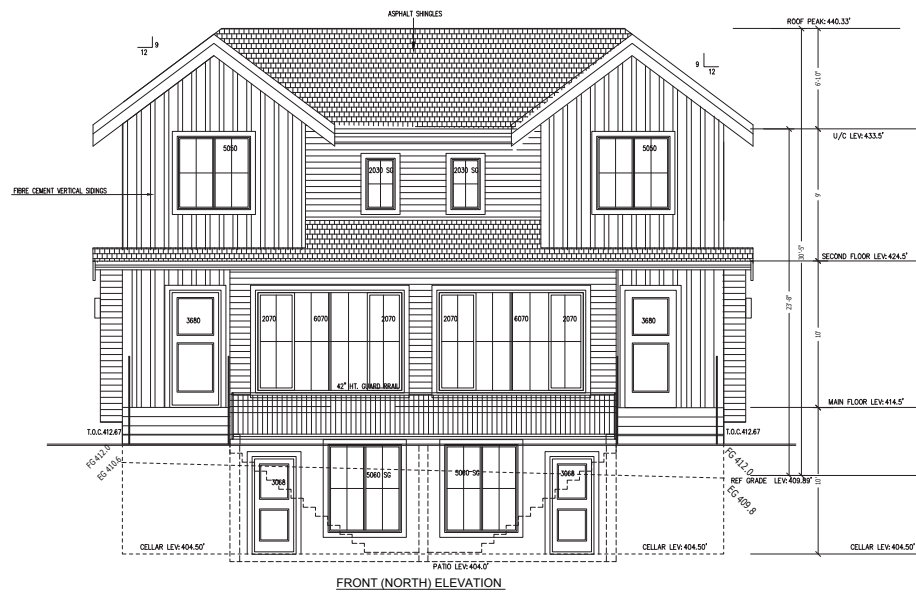 ASPHALT SHINGLES
ROOF PEAK: 440.33'
9
12
9
12
6'-10"
U/C LEV: 433.5'
5050
2030 SG
2030 SG
5050
FIBRE CEMENT VERTICAL SIDINGS
9'
30'-5"
SECOND FLOOR LEV: 424.5'
23'-8"
3680
2070
6070
2070
2070
6070
2070
3680
10'
42" HT. GUARD RRAIL
MAIN FLOOR LEV: 414.5'
T.O.C.412.67
T.O.C.412.67
FG 412.0
EG 410.6
FG 412.0
EG 409.8
3068
5060 SG
5060 SG
3068
REF GRADE LEV: 409.89'
10'
CELLAR LEV: 404.50'
CELLAR LEV: 404.50'
CELLAR LEV: 404.50'
PATIO LEV: 404.0'
FRONT (NORTH) ELEVATION